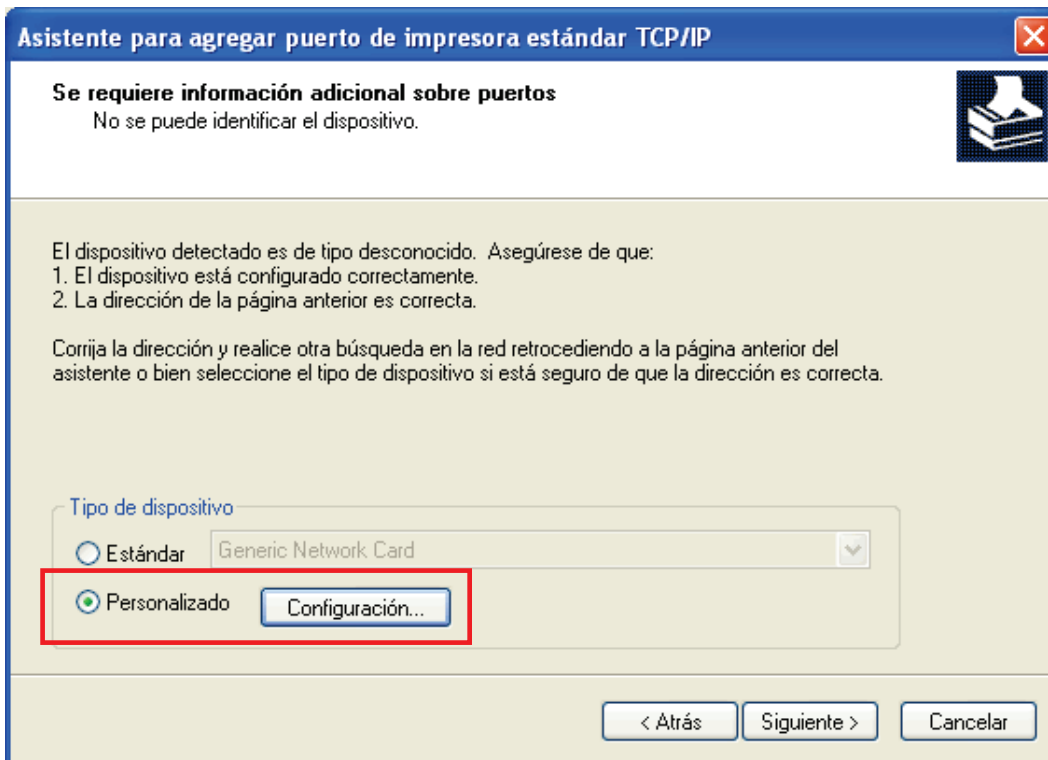 Asistente para agregar puerto de impresora estándar TCP/IP
Se requiere información adicional sobre puertos
No se puede identificar el dispositivo.
El dispositivo detectado es de tipo desconocido.  Asegúrese de que:
1. El dispositivo está configurado correctamente.
2. La dirección de la página anterior es correcta.
Corrija la dirección y realice otra búsqueda en la red retrocediendo a la página anterior del
asistente o bien seleccione el tipo de dispositivo si está seguro de que la dirección es correcta.
Tipo de dispositivo
Estándar Generic Network Card
Personalizado Configuración...
< Atrás Siguiente > Cancelar